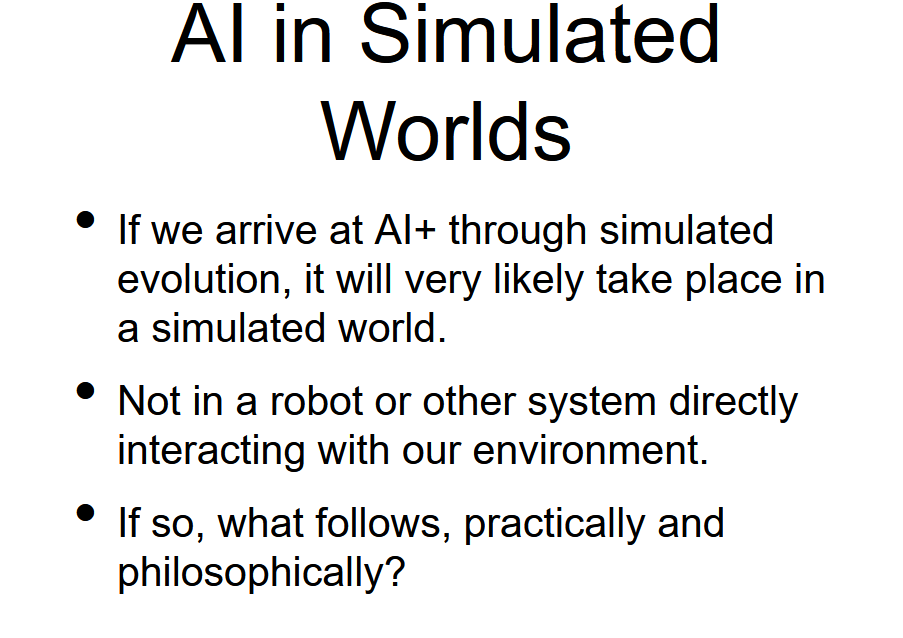 AI in Simulated
Worlds
• If we arrive at AI+ through simulated
evolution, it will very likely take place in
a simulated world.
• Not in a robot or other system directly
interacting with our environment.
• If so, what follows, practically and
philosophically?